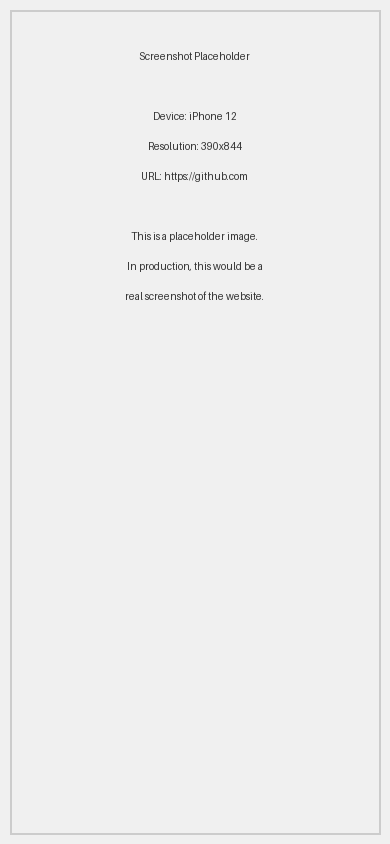 Screenshot Placeholder
Device: iPhone 12
Resolution: 390x844
URL: https://github.com
This is a placeholder image.
In production, this would be a
real screenshot of the website.